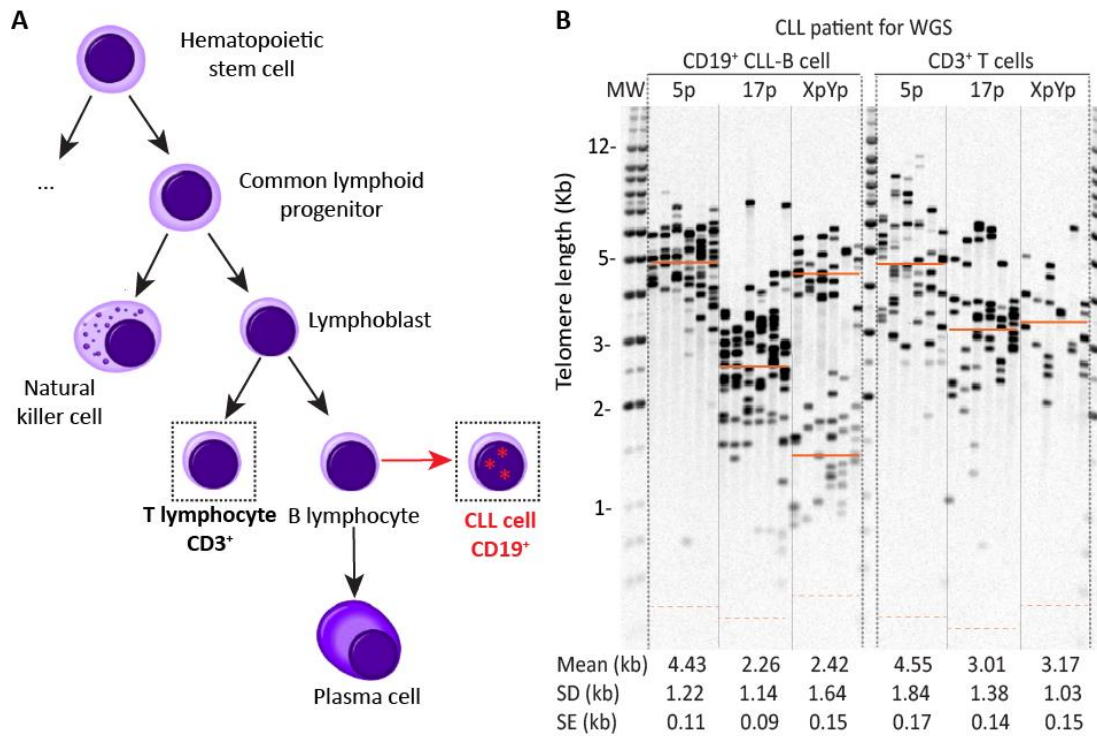 A
Hematopoietic
stem cell
...
Common lymphoid
progenitor
Lymphoblast
Natural
killer cell
T lymphocyte
CD3⁺
B lymphocyte
CLL cell
CD19⁺
Plasma cell
B
CLL patient for WGS
CD19⁺ CLL-B cell CD3⁺ T cells
MW 5p 17p XpYp 5p 17p XpYp
Telomere length (Kb)
12-
5-
3-
2-
1-
Mean (kb) 4.43 2.26 2.42 4.55 3.01 3.17
SD (kb) 1.22 1.14 1.64 1.84 1.38 1.03
SE (kb) 0.11 0.09 0.15 0.17 0.14 0.15